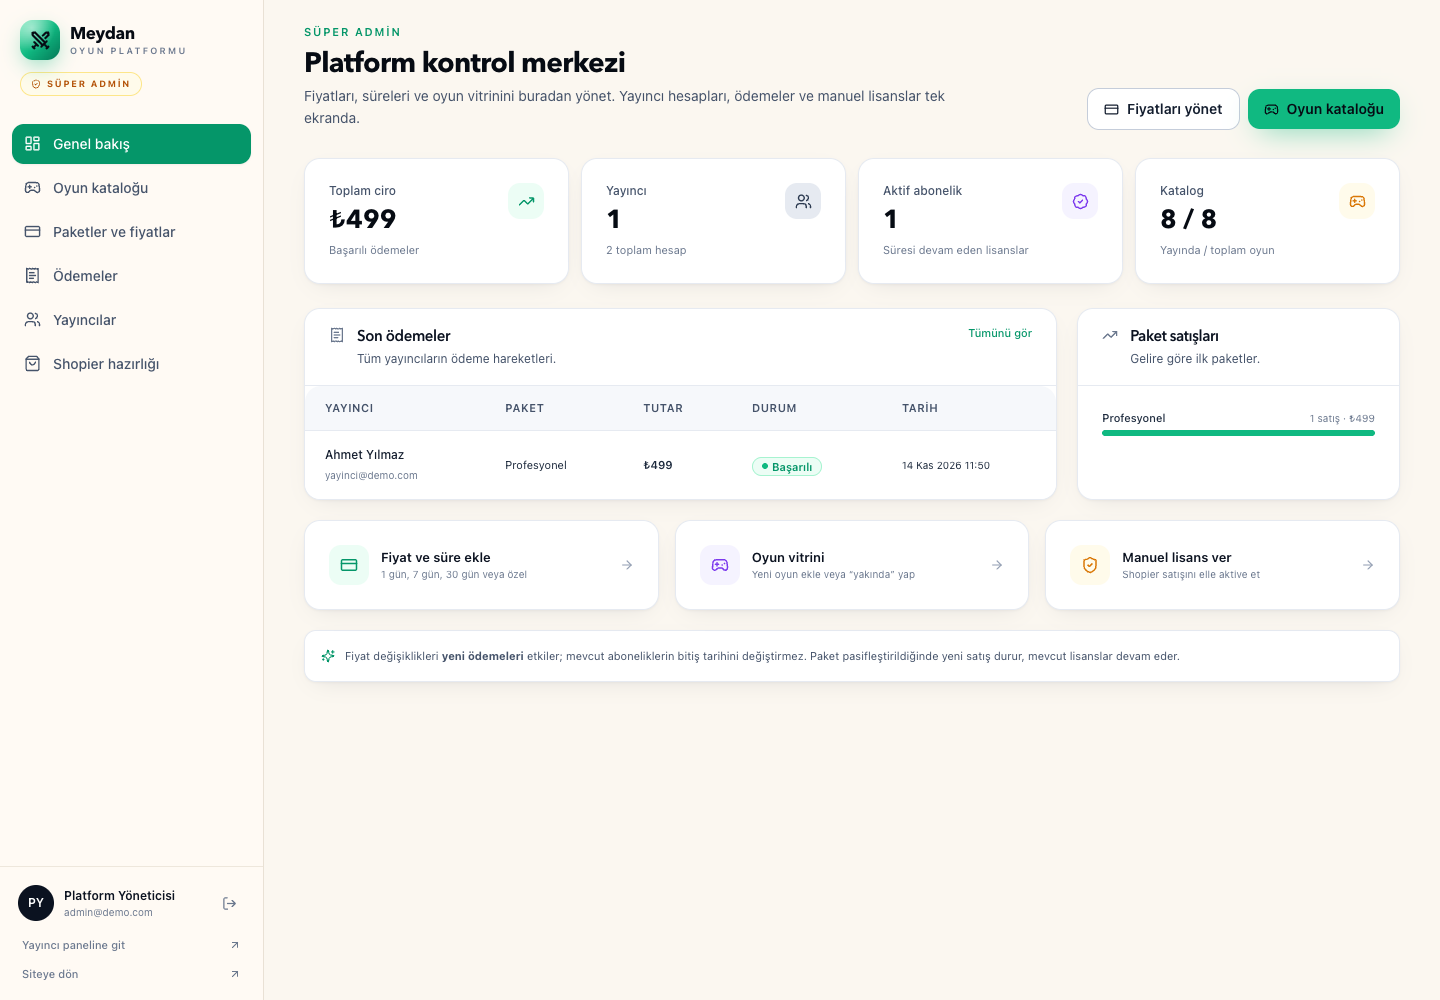 Meydan
OYUN PLATFORMU
SÜPER ADMİN
Genel bakış
Oyun kataloğu
Paketler ve fiyatlar
Ödemeler
Yayıncılar
Shopier hazırlığı
PY
Platform Yöneticisi
admin@demo.com
Yayıncı paneline git
Siteye dön
SÜPER ADMİN
Platform kontrol merkezi
Fiyatları, süreleri ve oyun vitrinini buradan yönet. Yayıncı hesapları, ödemeler ve manuel lisanslar tek
ekranda.
Fiyatları yönet
Oyun kataloğu
Toplam ciro
₺499
Başarılı ödemeler
Yayıncı
1
2 toplam hesap
Aktif abonelik
1
Süresi devam eden lisanslar
Katalog
8 / 8
Yayında / toplam oyun
Son ödemeler
Tüm yayıncıların ödeme hareketleri.
Tümünü gör
YAYINCI PAKET TUTAR DURUM TARİH
Ahmet Yılmaz
yayinci@demo.com
Profesyonel ₺499 Başarılı 14 Kas 2026 11:50
Paket satışları
Gelire göre ilk paketler.
Profesyonel 1 satış · ₺499
Fiyat ve süre ekle
1 gün, 7 gün, 30 gün veya özel
Oyun vitrini
Yeni oyun ekle veya “yakında” yap
Manuel lisans ver
Shopier satışını elle aktive et
Fiyat değişiklikleri yeni ödemeleri etkiler; mevcut aboneliklerin bitiş tarihini değiştirmez. Paket pasifleştirildiğinde yeni satış durur, mevcut lisanslar devam eder.